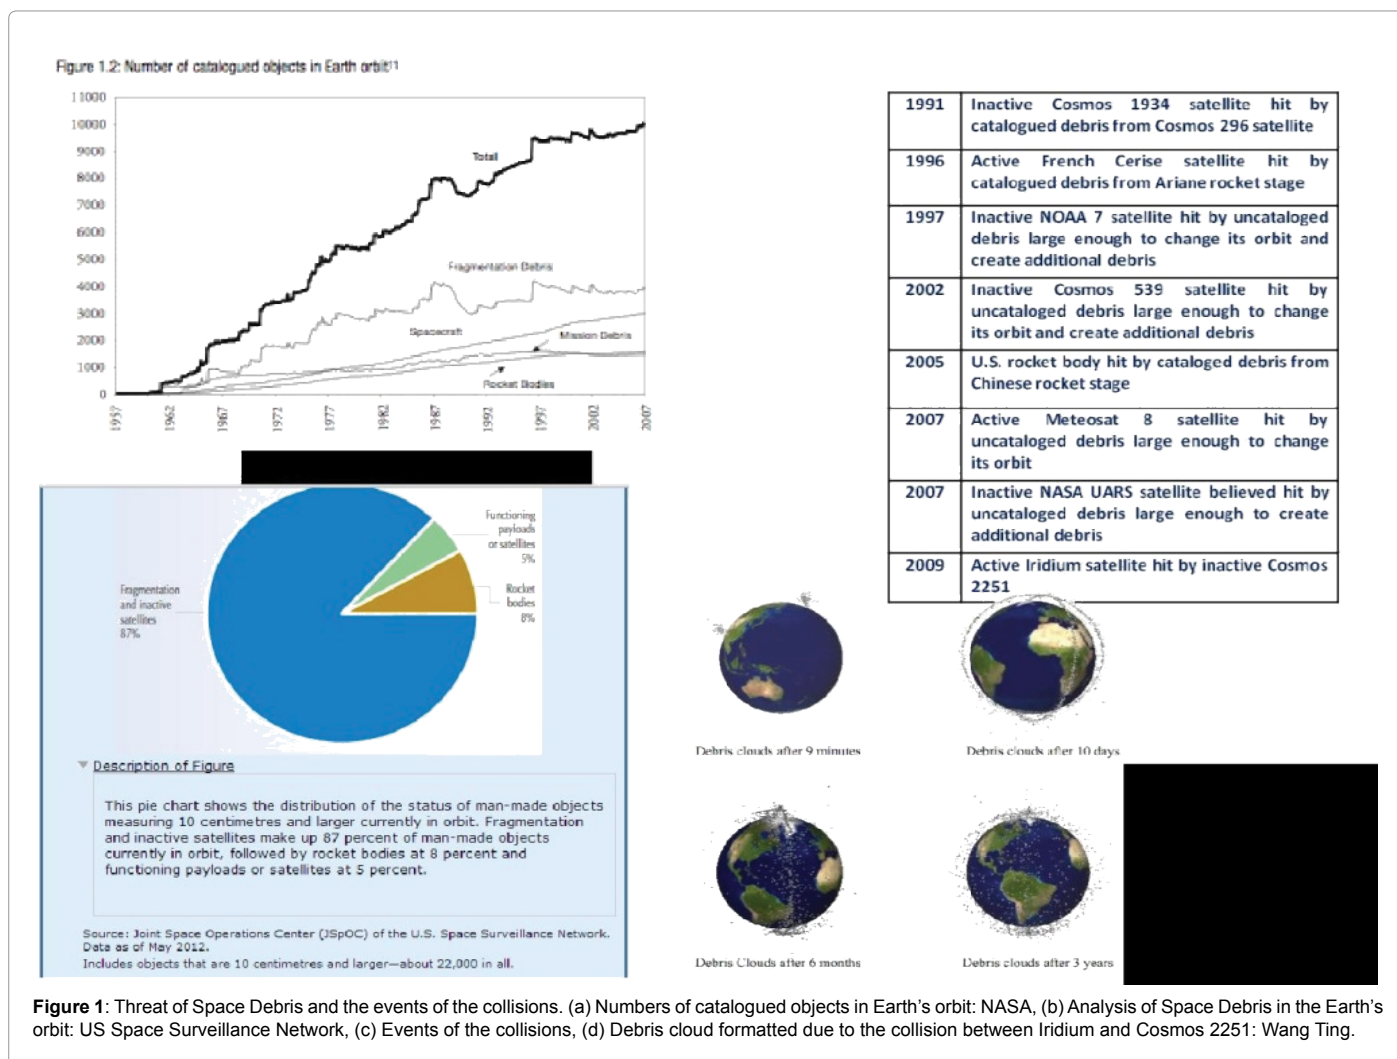 Figure 1.2: Number of catalogued objects in Earth orbit11
11000
10000
9000
8000
7000
6000
5000
4000
3000
2000
1000
0
Total
Fragmentation Debris
Spacecraft
Mission Debris
Rocket Bodies
1957
1962
1967
1972
1977
1982
1987
1992
1997
2002
2007
Functioning
payloads
or satellites
5%
Rocket
bodies
8%
Fragmentation
and inactive
satellites
87%
Description of Figure
This pie chart shows the distribution of the status of man-made objects
measuring 10 centimetres and larger currently in orbit. Fragmentation
and inactive satellites make up 87 percent of man-made objects
currently in orbit, followed by rocket bodies at 8 percent and
functioning payloads or satellites at 5 percent.
Source: Joint Space Operations Center (JSpOC) of the U.S. Space Surveillance Network.
Data as of May 2012.
Includes objects that are 10 centimetres and larger—about 22,000 in all.
1991 Inactive Cosmos 1934 satellite hit by
catalogued debris from Cosmos 296 satellite
1996 Active French Cerise satellite hit by
catalogued debris from Ariane rocket stage
1997 Inactive NOAA 7 satellite hit by uncataloged
debris large enough to change its orbit and
create additional debris
2002 Inactive Cosmos 539 satellite hit by
uncataloged debris large enough to change
its orbit and create additional debris
2005 U.S. rocket body hit by cataloged debris from
Chinese rocket stage
2007 Active Meteosat 8 satellite hit by
uncataloged debris large enough to change
its orbit
2007 Inactive NASA UARS satellite believed hit by
uncataloged debris large enough to create
additional debris
2009 Active Iridium satellite hit by inactive Cosmos
2251
Debris clouds after 9 minutes
Debris clouds after 10 days
Debris Clouds after 6 months
Debris clouds after 3 years
Figure 1: Threat of Space Debris and the events of the collisions. (a) Numbers of catalogued objects in Earth's orbit: NASA, (b) Analysis of Space Debris in the Earth's
orbit: US Space Surveillance Network, (c) Events of the collisions, (d) Debris cloud formatted due to the collision between Iridium and Cosmos 2251: Wang Ting.